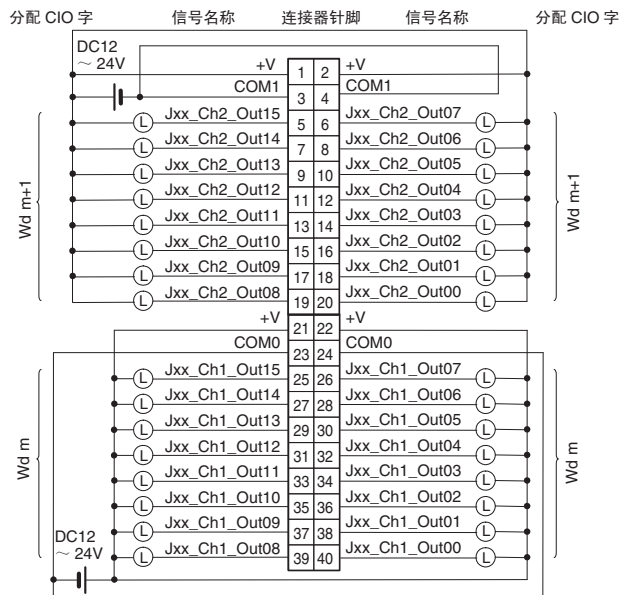 分配 CIO 字 信号名称 连接器针脚 信号名称 分配 CIO 字
DC12
～ 24V
+V 1 2 +V
COM1 3 4 COM1
L Jxx_Ch2_Out15 5 6 Jxx_Ch2_Out07 L
L Jxx_Ch2_Out14 7 8 Jxx_Ch2_Out06 L
L Jxx_Ch2_Out13 9 10 Jxx_Ch2_Out05 L
L Jxx_Ch2_Out12 11 12 Jxx_Ch2_Out04 L
L Jxx_Ch2_Out11 13 14 Jxx_Ch2_Out03 L
L Jxx_Ch2_Out10 15 16 Jxx_Ch2_Out02 L
L Jxx_Ch2_Out09 17 18 Jxx_Ch2_Out01 L
L Jxx_Ch2_Out08 19 20 Jxx_Ch2_Out00 L
Wd m+1
Wd m+1
+V 21 22 +V
COM0 23 24 COM0
L Jxx_Ch1_Out15 25 26 Jxx_Ch1_Out07 L
L Jxx_Ch1_Out14 27 28 Jxx_Ch1_Out06 L
L Jxx_Ch1_Out13 29 30 Jxx_Ch1_Out05 L
L Jxx_Ch1_Out12 31 32 Jxx_Ch1_Out04 L
L Jxx_Ch1_Out11 33 34 Jxx_Ch1_Out03 L
L Jxx_Ch1_Out10 35 36 Jxx_Ch1_Out02 L
L Jxx_Ch1_Out09 37 38 Jxx_Ch1_Out01 L
L Jxx_Ch1_Out08 39 40 Jxx_Ch1_Out00 L
Wd m
Wd m
DC12
～ 24V